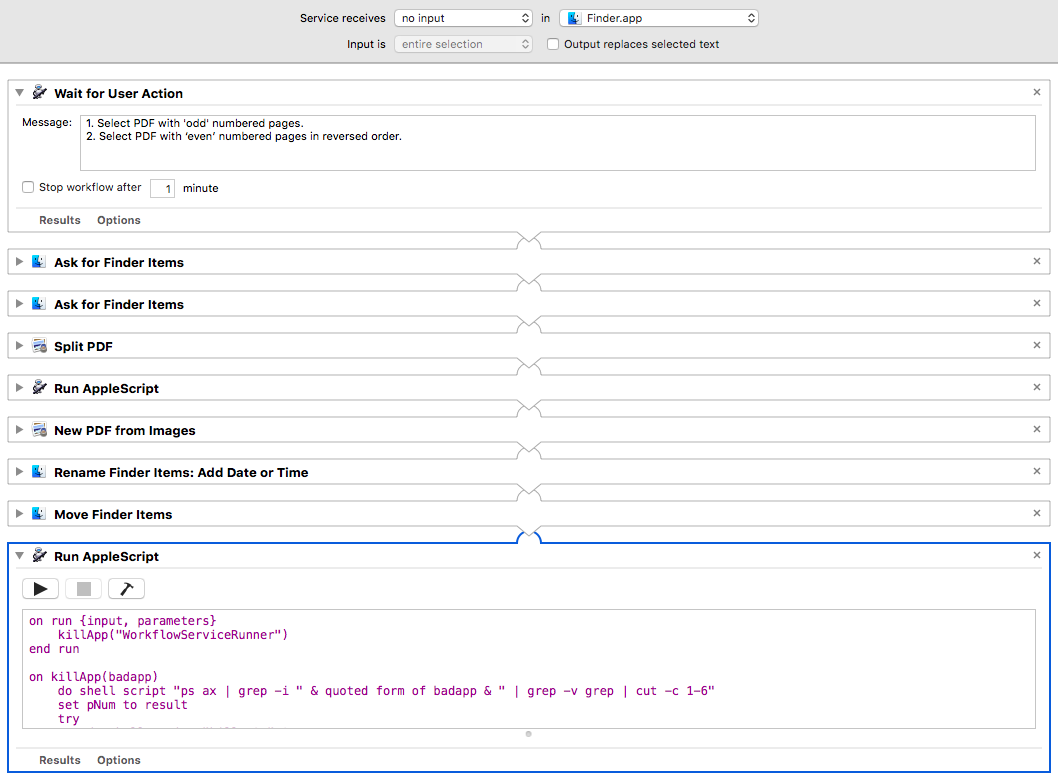 Service receives no input in Finder.app
Input is entire selection Output replaces selected text
Wait for User Action
Message: 1. Select PDF with 'odd' numbered pages.
2. Select PDF with ‘even’ numbered pages in reversed order.
Stop workflow after 1 minute
Results Options
Ask for Finder Items
Ask for Finder Items
Split PDF
Run AppleScript
New PDF from Images
Rename Finder Items: Add Date or Time
Move Finder Items
Run AppleScript
on run {input, parameters}
killApp("WorkflowServiceRunner")
end run
on killApp(badapp)
do shell script "ps ax | grep -i " & quoted form of badapp & " | grep -v grep | cut -c 1-6"
set pNum to result
try
Results Options